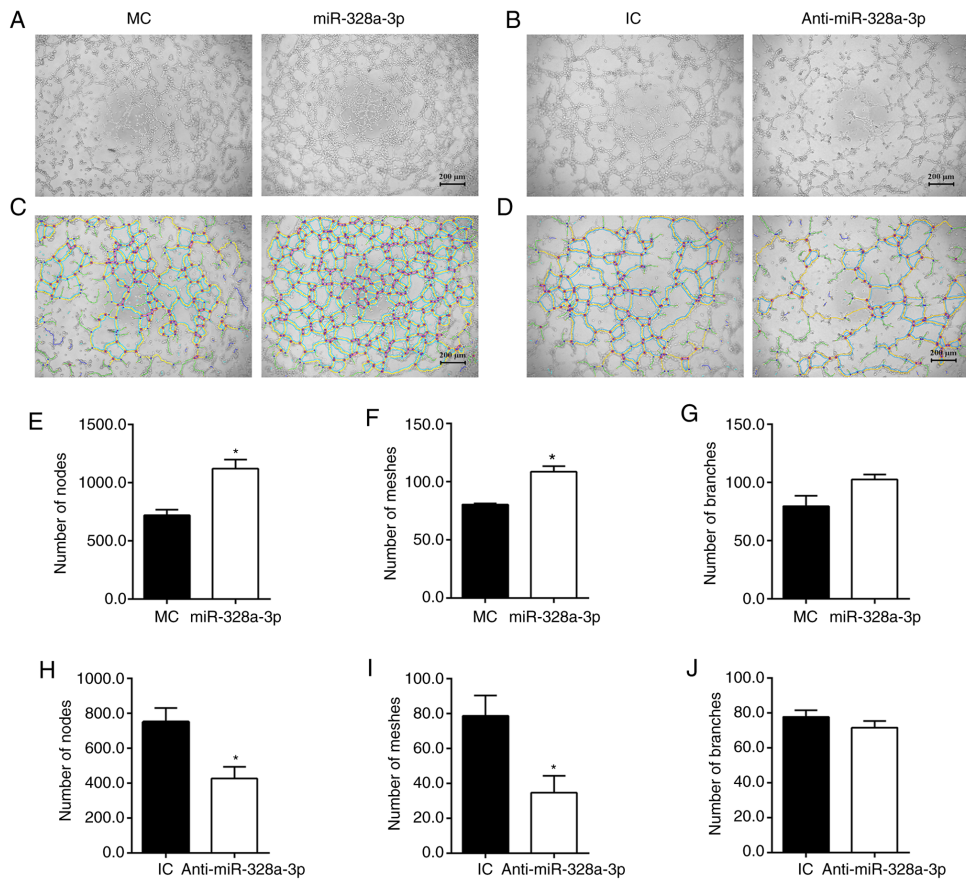 A
MC
miR-328a-3p
B
IC
Anti-miR-328a-3p
200 μm
200 μm
C
D
200 μm
200 μm
E
Number of nodes
1500.0
1000.0
500.0
0.0
*
MC
miR-328a-3p
F
Number of meshes
150.0
100.0
50.0
0.0
*
MC
miR-328a-3p
G
Number of branches
150.0
100.0
50.0
0.0
MC
miR-328a-3p
H
Number of nodes
1000.0
800.0
600.0
400.0
200.0
0.0
*
IC
Anti-miR-328a-3p
I
Number of meshes
100.0
80.0
60.0
40.0
20.0
0.0
*
IC
Anti-miR-328a-3p
J
Number of branches
100.0
80.0
60.0
40.0
20.0
0.0
IC
Anti-miR-328a-3p